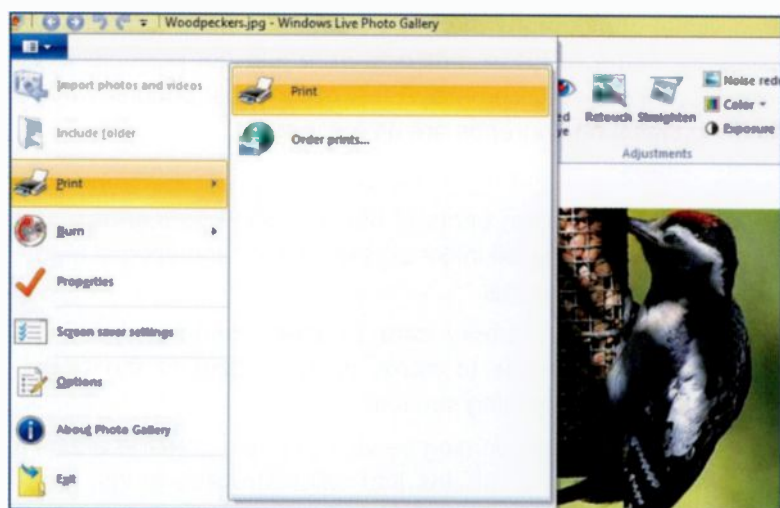 Woodpeckers.jpg - Windows Live Photo Gallery
Import photos and videos
Include folder
Print
Burn
Properties
Screen saver settings
Options
About Photo Gallery
Exit
Print
Order prints...
Retouch
Straighten
Noise
Color
Exposure
Adjustments